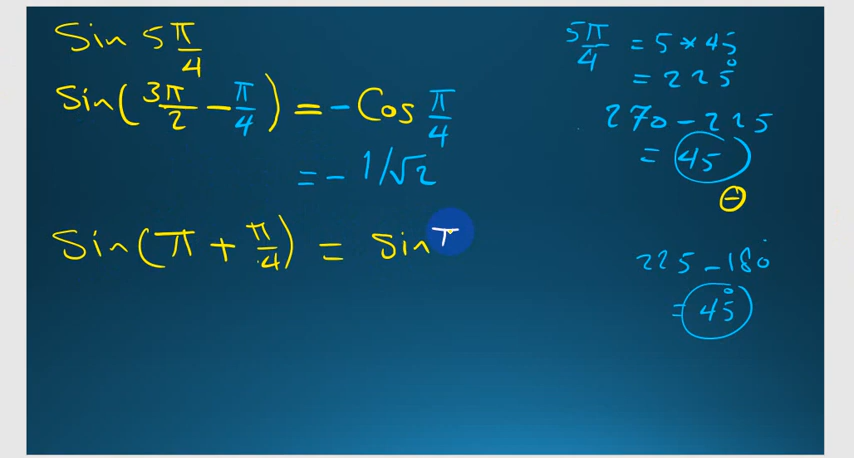 Sin 5π/4
Sin(3π/2 - π/4) = - Cos π/4
= - 1/√2
Sin(π + π/4) = Sin π
5π/4 = 5 * 45°
= 225°
270 - 225
= 45
-
225 - 180°
= 45°